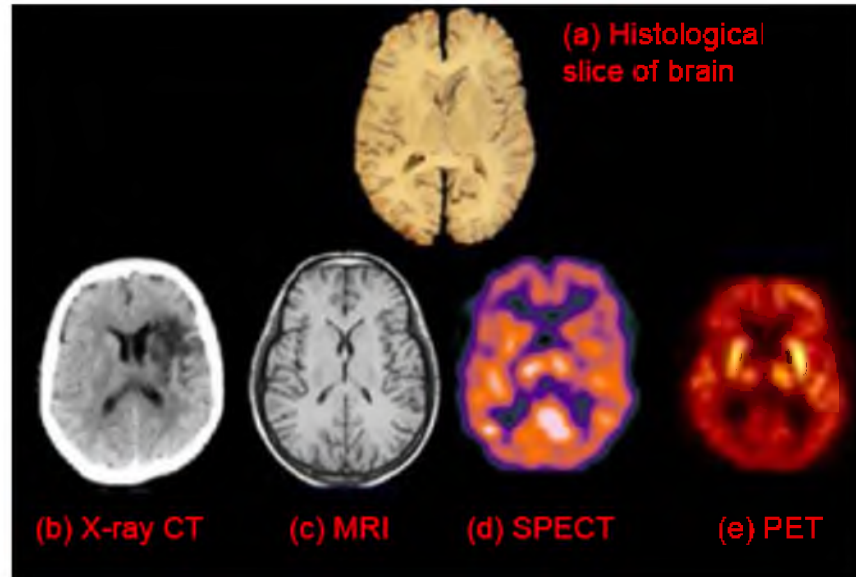 (a) Histological
slice of brain
(b) X-ray CT
(c) MRI
(d) SPECT
(e) PET